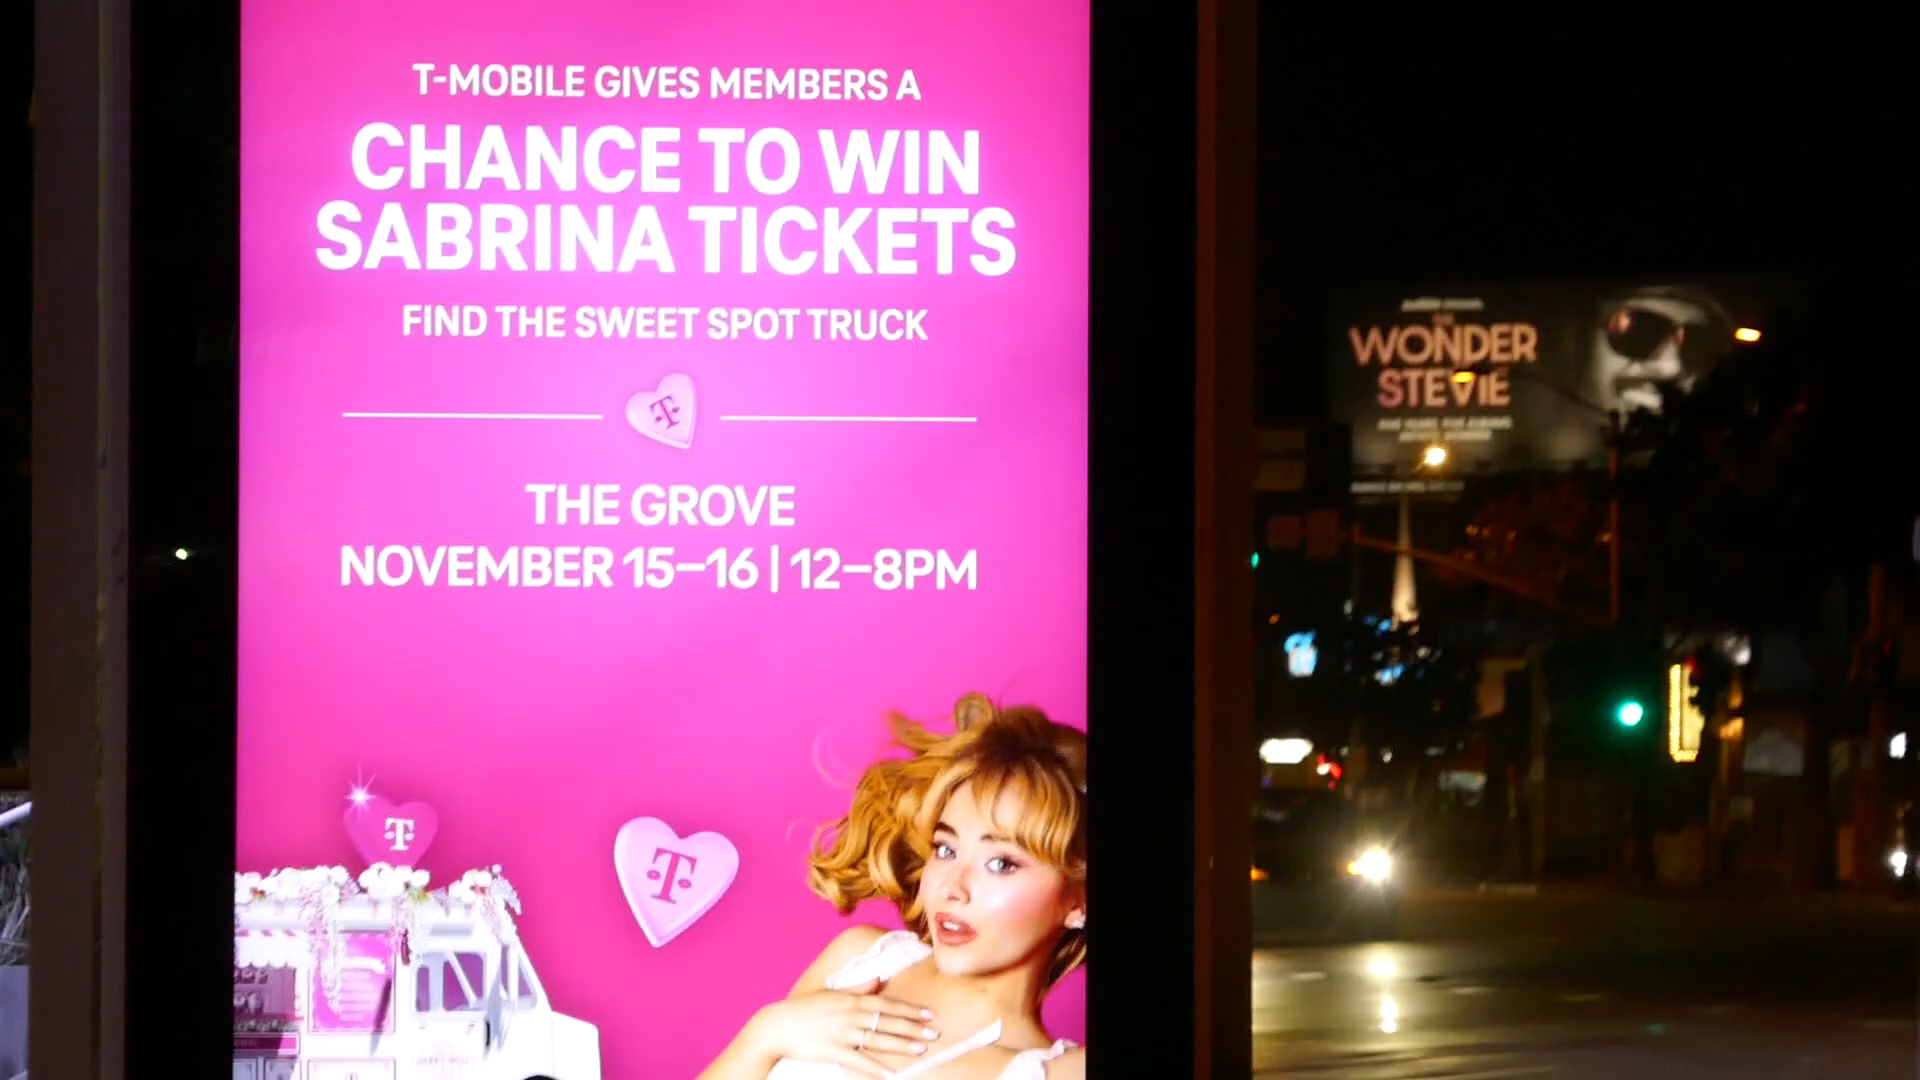 T-MOBILE GIVES MEMBERS A
CHANCE TO WIN
SABRINA TICKETS
FIND THE SWEET SPOT TRUCK
T
THE GROVE
NOVEMBER 15–16 | 12–8PM
T
T
THE
WONDER
STEVIE